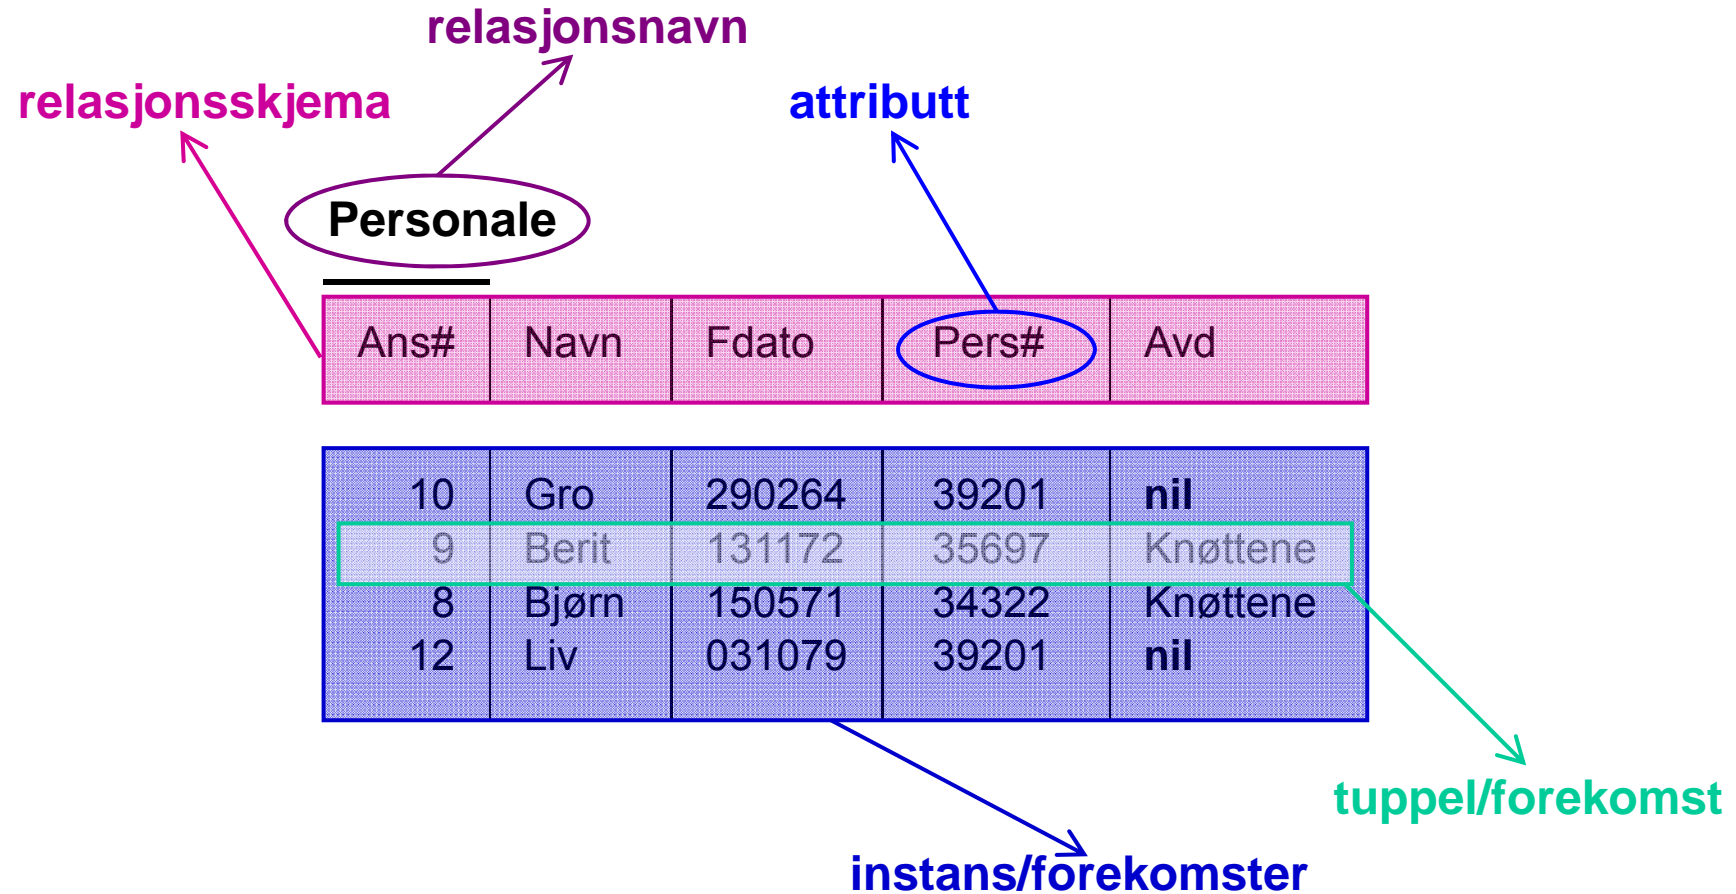 relasjonsnavn
relasjonsskjema
attributt
Personale
Ans# Navn Fdato Pers# Avd
10 Gro 290264 39201 nil
9 Berit 131172 35697 Knøttene
8 Bjørn 150571 34322 Knøttene
12 Liv 031079 39201 nil
tuppel/forekomst
instans/forekomster